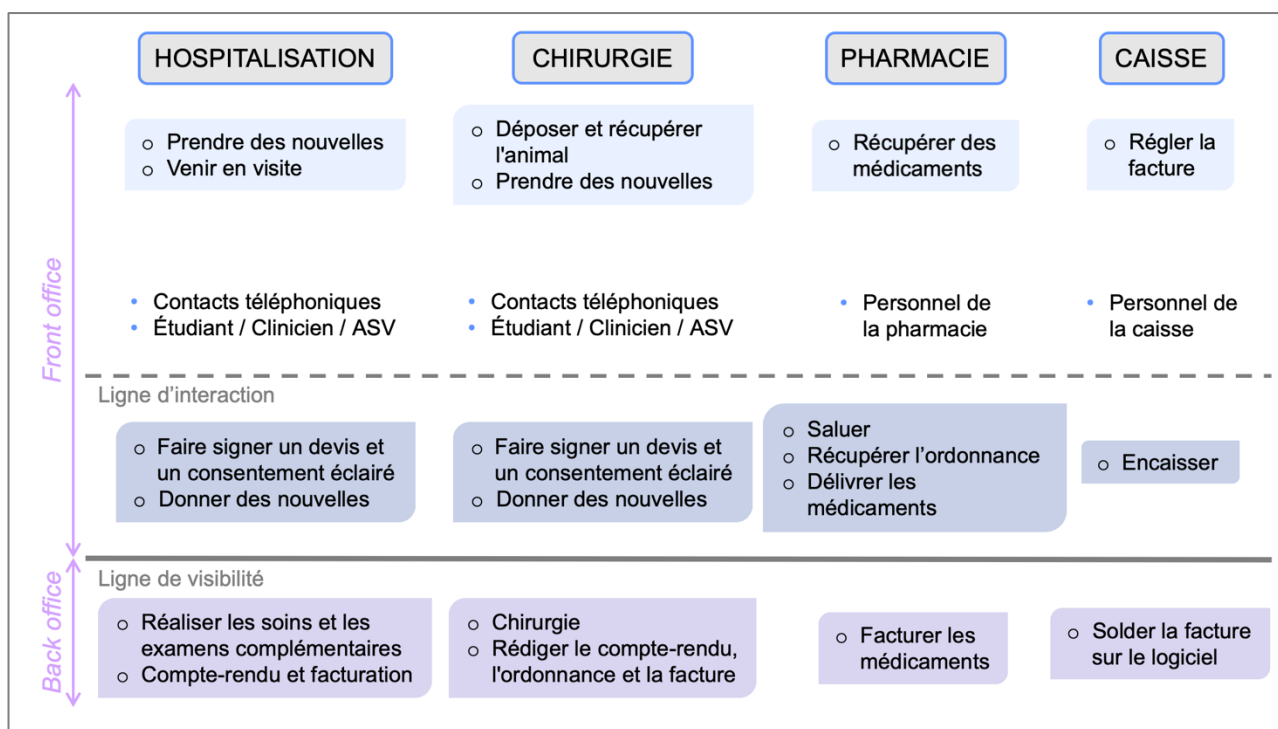 HOSPITALISATION
CHIRURGIE
PHARMACIE
CAISSE
Front office
○ Prendre des nouvelles
○ Venir en visite
○ Déposer et récupérer
l'animal
○ Prendre des nouvelles
○ Récupérer des
médicaments
○ Régler la
facture
• Contacts téléphoniques
• Étudiant / Clinicien / ASV
• Contacts téléphoniques
• Étudiant / Clinicien / ASV
• Personnel de
la pharmacie
• Personnel de
la caisse
Ligne d'interaction
○ Faire signer un devis et
un consentement éclairé
○ Donner des nouvelles
○ Faire signer un devis et
un consentement éclairé
○ Donner des nouvelles
○ Saluer
○ Récupérer l'ordonnance
○ Délivrer les
médicaments
○ Encaisser
Back office
Ligne de visibilité
○ Réaliser les soins et les
examens complémentaires
○ Compte-rendu et facturation
○ Chirurgie
○ Rédiger le compte-rendu,
l'ordonnance et la facture
○ Facturer les
médicaments
○ Solder la facture
sur le logiciel